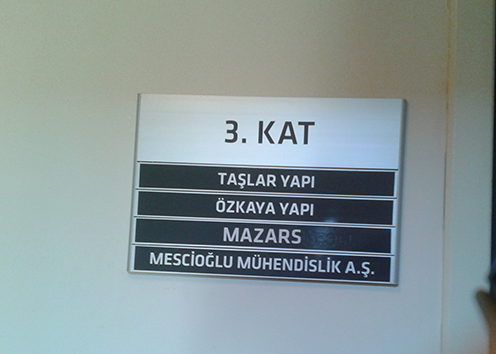 3. KAT
TAŞLAR YAPI
ÖZKAYA YAPI
MAZARS
MESCİOĞLU MÜHENDİSLİK A.Ş.